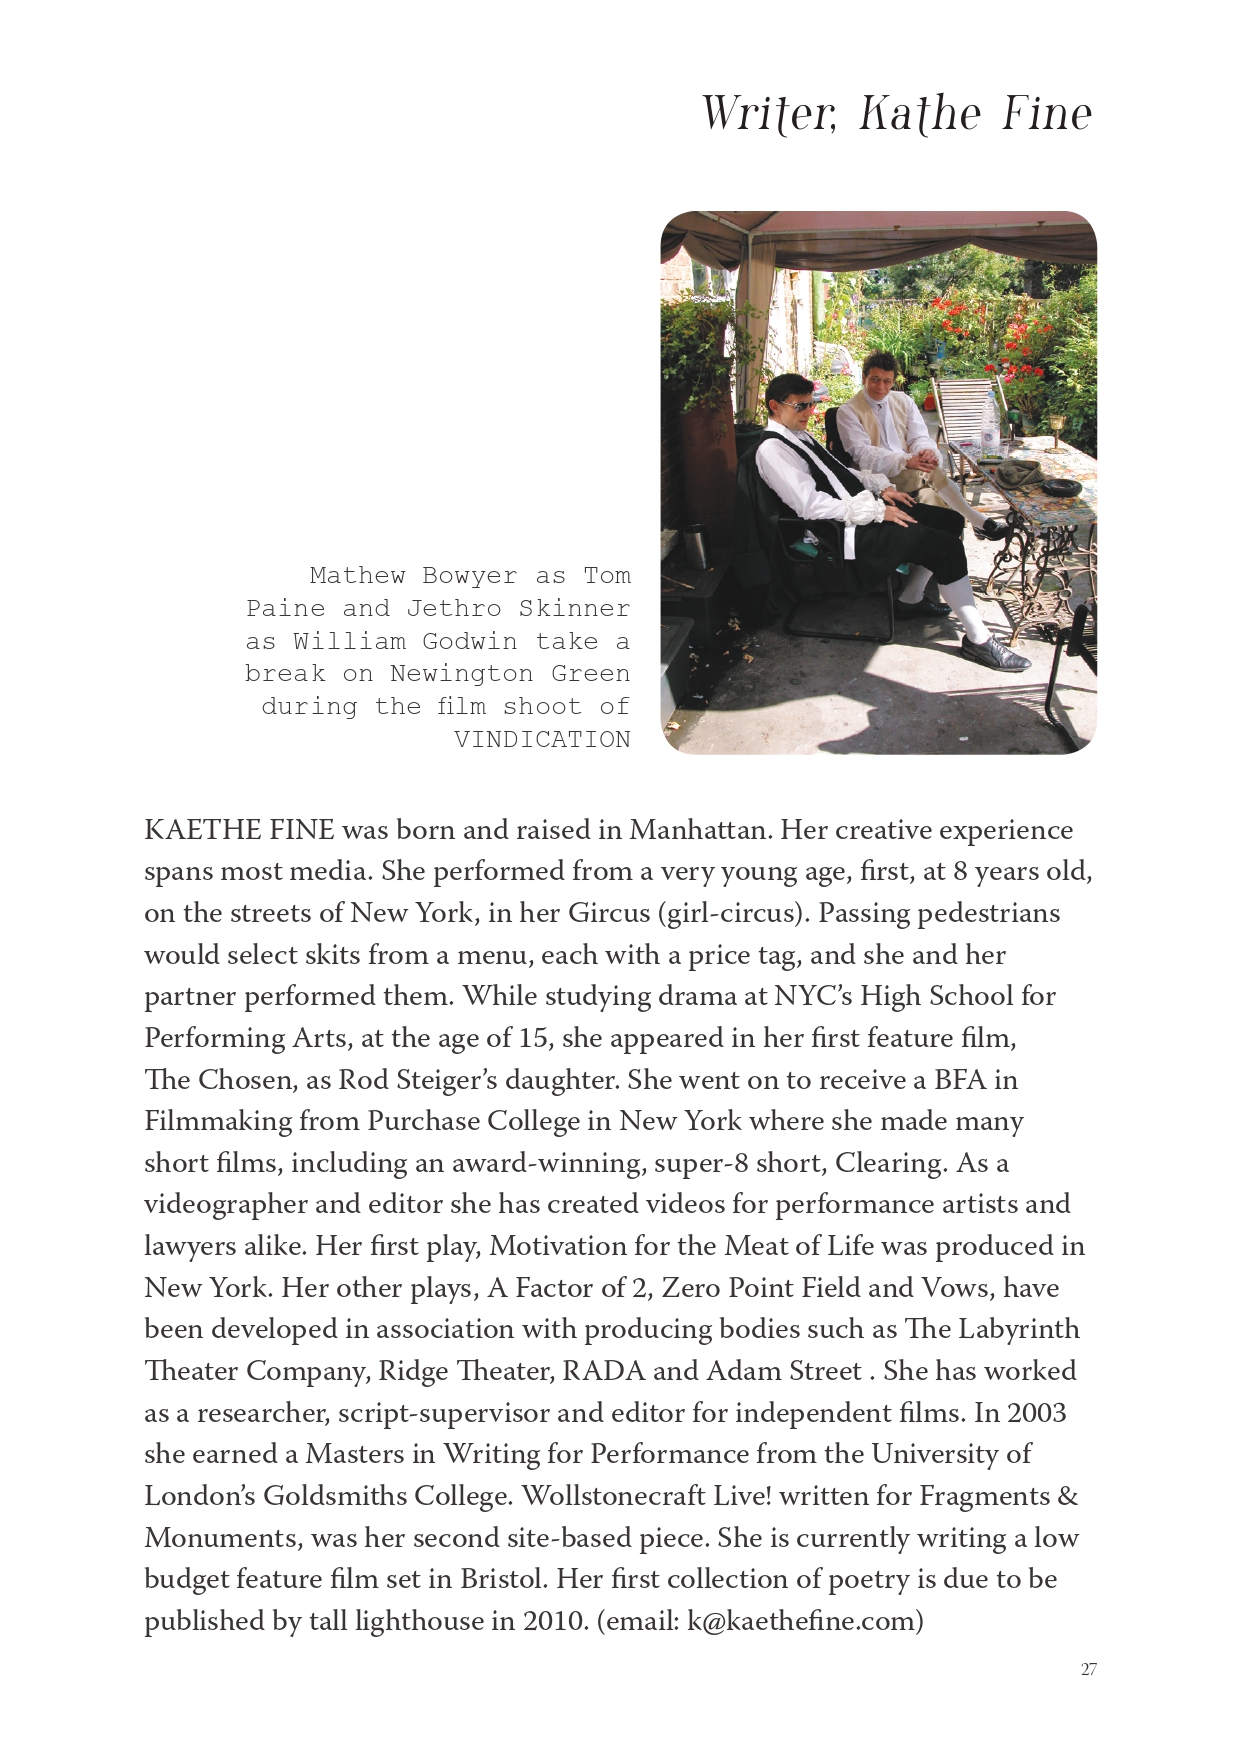 Writer, Kathe Fine
Mathew Bowyer as Tom
Paine and Jethro Skinner
as William Godwin take a
break on Newington Green
during the film shoot of
VINDICATION
KAETHE FINE was born and raised in Manhattan. Her creative experience
spans most media. She performed from a very young age, first, at 8 years old,
on the streets of New York, in her Gircus (girl-circus). Passing pedestrians
would select skits from a menu, each with a price tag, and she and her
partner performed them. While studying drama at NYC’s High School for
Performing Arts, at the age of 15, she appeared in her first feature film,
The Chosen, as Rod Steiger’s daughter. She went on to receive a BFA in
Filmmaking from Purchase College in New York where she made many
short films, including an award-winning, super-8 short, Clearing. As a
videographer and editor she has created videos for performance artists and
lawyers alike. Her first play, Motivation for the Meat of Life was produced in
New York. Her other plays, A Factor of 2, Zero Point Field and Vows, have
been developed in association with producing bodies such as The Labyrinth
Theater Company, Ridge Theater, RADA and Adam Street . She has worked
as a researcher, script-supervisor and editor for independent films. In 2003
she earned a Masters in Writing for Performance from the University of
London’s Goldsmiths College. Wollstonecraft Live! written for Fragments &
Monuments, was her second site-based piece. She is currently writing a low
budget feature film set in Bristol. Her first collection of poetry is due to be
published by tall lighthouse in 2010. (email: k@kaethefine.com)
27